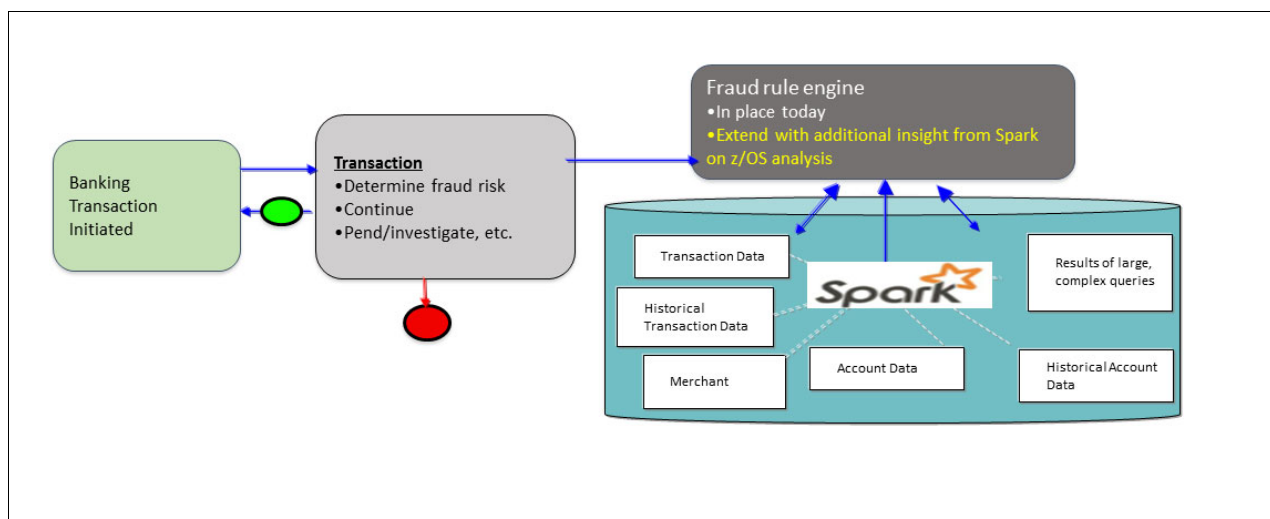 Banking
Transaction
Initiated
Transaction
•Determine fraud risk
•Continue
•Pend/investigate, etc.
Fraud rule engine
•In place today
•Extend with additional insight from Spark
on z/OS analysis
Transaction Data
Historical
Transaction Data
Merchant
Spark
Account Data
Results of large,
complex queries
Historical Account
Data